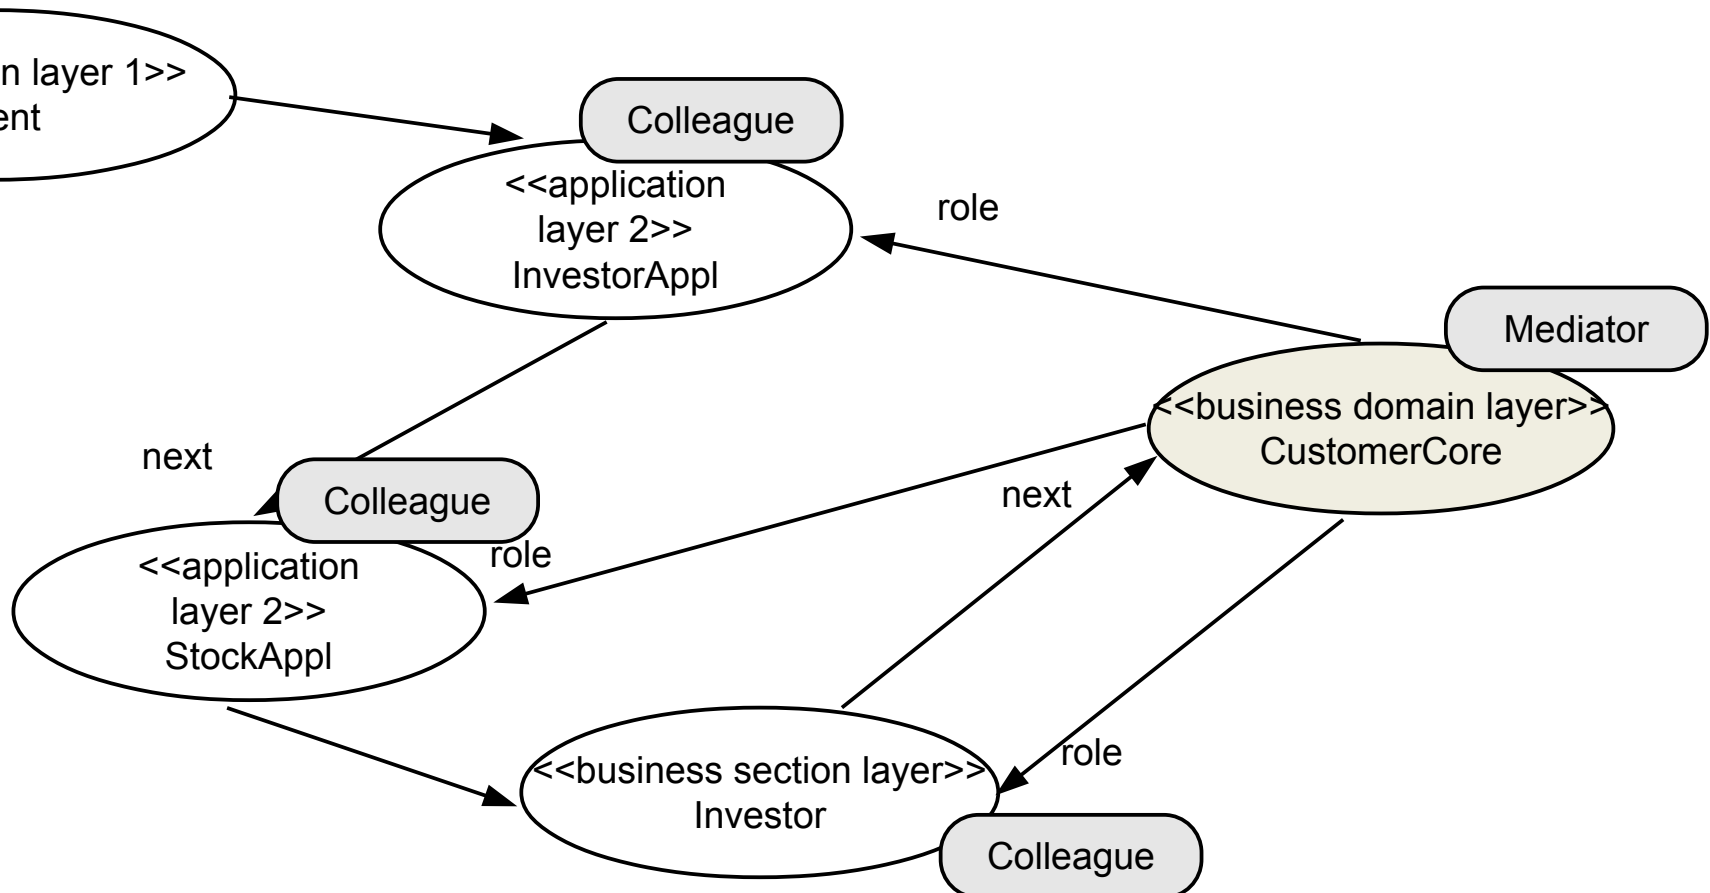 n layer 1>>
ent
Colleague
<<application
layer 2>>
InvestorAppl
role
Mediator
<<business domain layer>>
CustomerCore
next
Colleague
next
role
<<application
layer 2>>
StockAppl
role
<<business section layer>>
Investor
Colleague